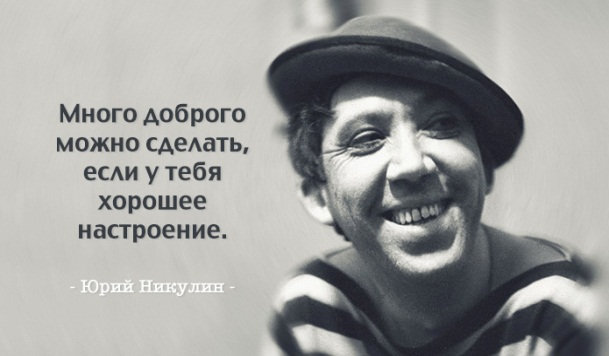 Много доброго
можно сделать,
если у тебя
хорошее
настроение.
- Юрий Никулин -